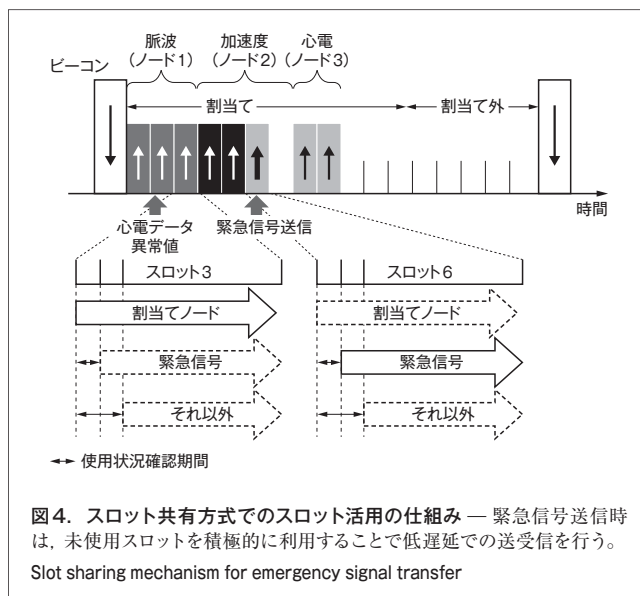 脈波
(ノード1)
加速度
(ノード2)
心電
(ノード3)
ビーコン
割当て
割当て外
時間
心電データ
異常値
緊急信号送信
スロット3
スロット6
割当てノード
割当てノード
緊急信号
緊急信号
それ以外
それ以外
使用状況確認期間
図4. スロット共有方式でのスロット活用の仕組み — 緊急信号送信時
は,未使用スロットを積極的に利用することで低遅延での送受信を行う。
Slot sharing mechanism for emergency signal transfer